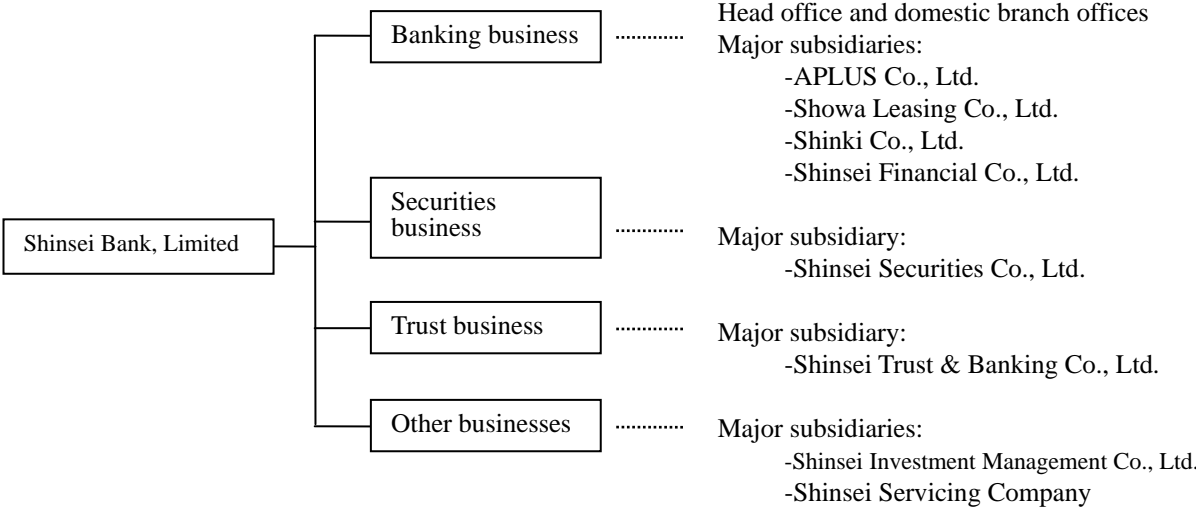 Banking business
Head office and domestic branch offices
Major subsidiaries:
-APLUS Co., Ltd.
-Showa Leasing Co., Ltd.
-Shinki Co., Ltd.
-Shinsei Financial Co., Ltd.
Shinsei Bank, Limited
Securities
business
Major subsidiary:
-Shinsei Securities Co., Ltd.
Trust business
Major subsidiary:
-Shinsei Trust & Banking Co., Ltd.
Other businesses
Major subsidiaries:
-Shinsei Investment Management Co., Ltd.
-Shinsei Servicing Company